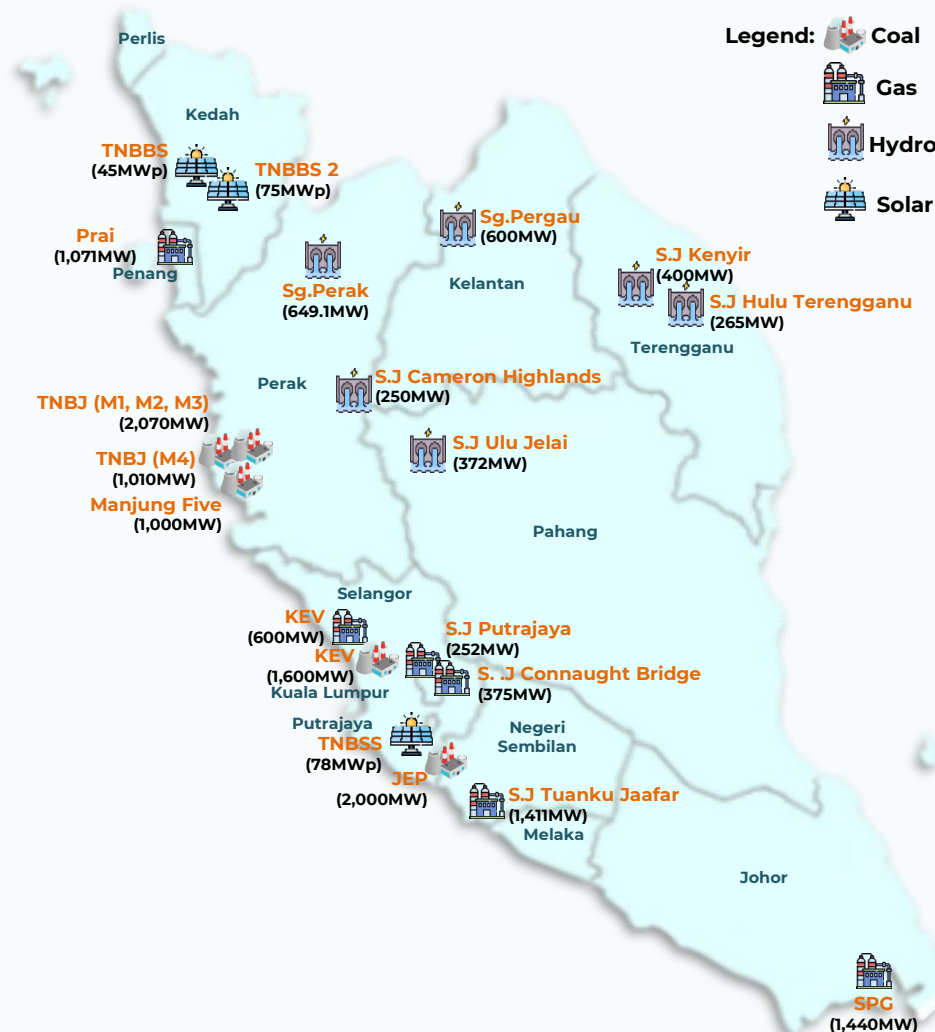 Perlis
Legend:
Coal
Gas
Hydro
Solar
Kedah
TNBBS
(45MWp)
TNBBS 2
(75MWp)
Prai
(1,071MW)
Penang
Sg.Perak
(649.1MW)
Sg.Pergau
(600MW)
Kelantan
S.J Kenyir
(400MW)
S.J Hulu Terengganu
(265MW)
Terengganu
Perak
S.J Cameron Highlands
(250MW)
TNBJ (M1, M2, M3)
(2,070MW)
TNBJ (M4)
(1,010MW)
Manjung Five
(1,000MW)
S.J Ulu Jelai
(372MW)
Pahang
Selangor
KEV
(600MW)
KEV
(1,600MW)
Kuala Lumpur
S.J Putrajaya
(252MW)
S. .J Connaught Bridge
(375MW)
Putrajaya
TNBSS
(78MWp)
JEP
(2,000MW)
Negeri
Sembilan
S.J Tuanku Jaafar
(1,411MW)
Melaka
Johor
SPG
(1,440MW)